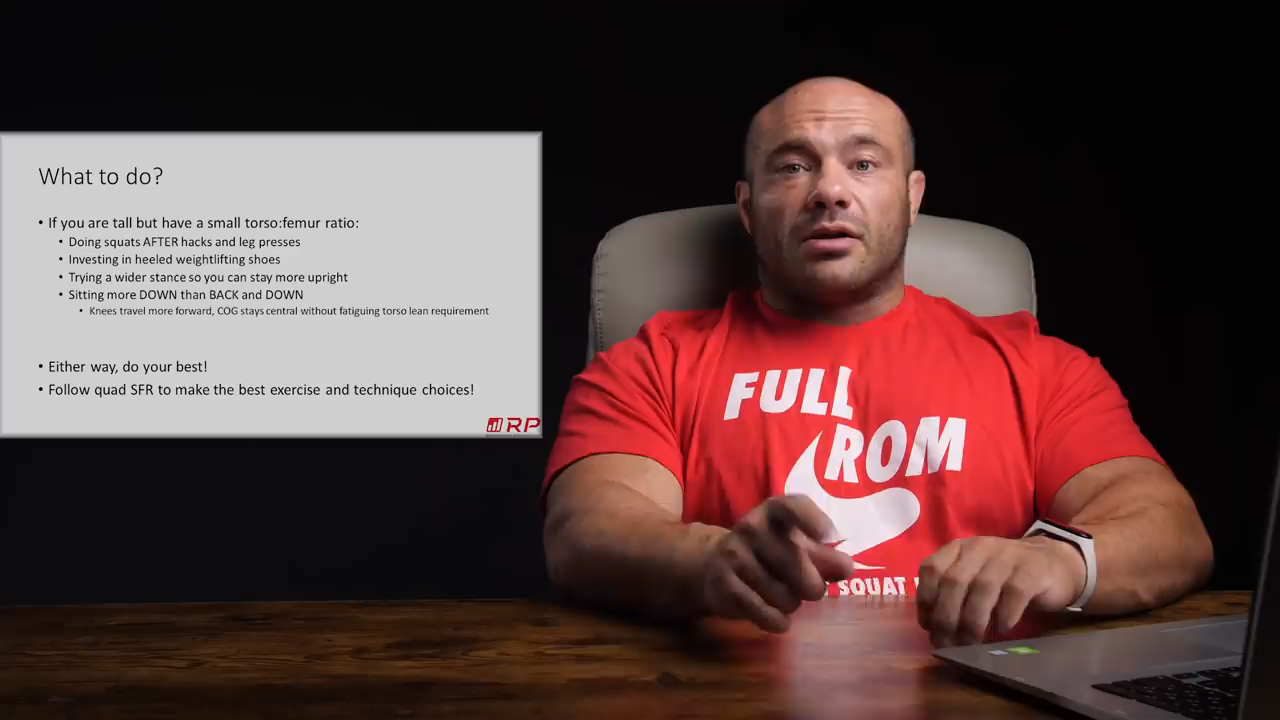 What to do?
• If you are tall but have a small torso:femur ratio:
• Doing squats AFTER hacks and leg presses
• Investing in heeled weightlifting shoes
• Trying a wider stance so you can stay more upright
• Sitting more DOWN than BACK and DOWN
• Knees travel more forward, COG stays central without fatiguing torso lean requirement
• Either way, do your best!
• Follow quad SFR to make the best exercise and technique choices!
RP
FULL
ROM
SQUAT